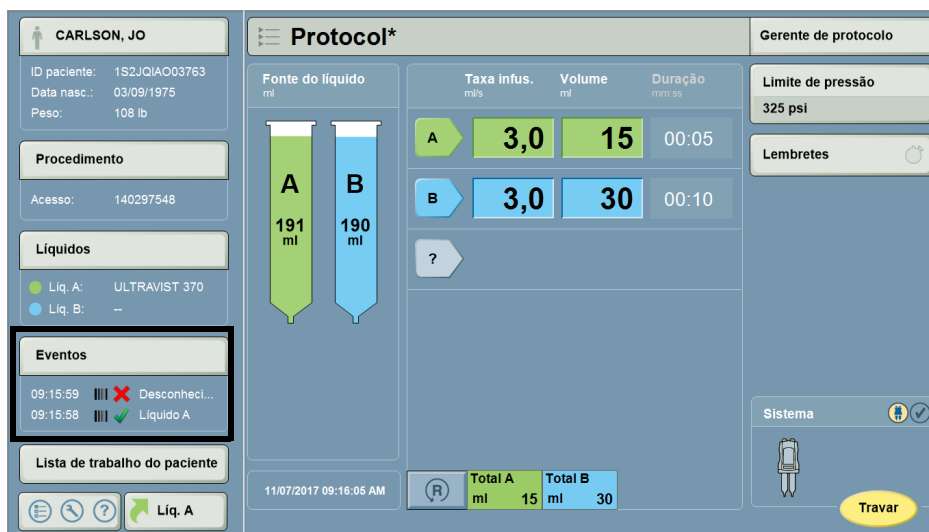 CARLSON, JO
ID paciente: 1S2JQIAO03763
Data nasc.: 03/09/1975
Peso: 108 lb
Procedimento
Acesso: 140297548
Líquidos
Líq. A: ULTRAVIST 370
Líq. B: --
Eventos
09:15:59 Desconheci...
09:15:58 Líquido A
Lista de trabalho do paciente
? Líq. A
Protocol*
Fonte do líquido
ml
A B
191 190
ml ml
Taxa infus. Volume Duração
ml/s ml mm:ss
A 3,0 15 00:05
B 3,0 30 00:10
?
11/07/2017 09:16:05 AM
R
Total A Total B
ml 15 ml 30
Gerente de protocolo
Limite de pressão
325 psi
Lembretes
Sistema
Travar